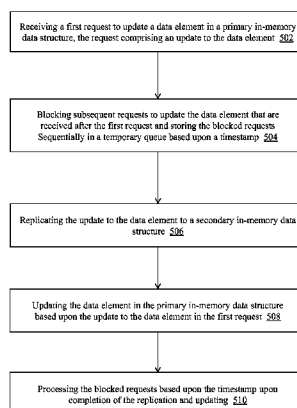 Receiving a first request to update a data element in a primary in-memory
data structure, the request comprising an update to the data element 502
Blocking subsequent requests to update the data element that are
received after the first request and storing the blocked requests
Sequentially in a temporary queue based upon a timestamp 504
Replicating the update to the data element to a secondary in-memory data
structure 506
Updating the data element in the primary in-memory data structure
based upon the update to the data element in the first request 508
Processing the blocked requests based upon the timestamp upon
completion of the replication and updating 510